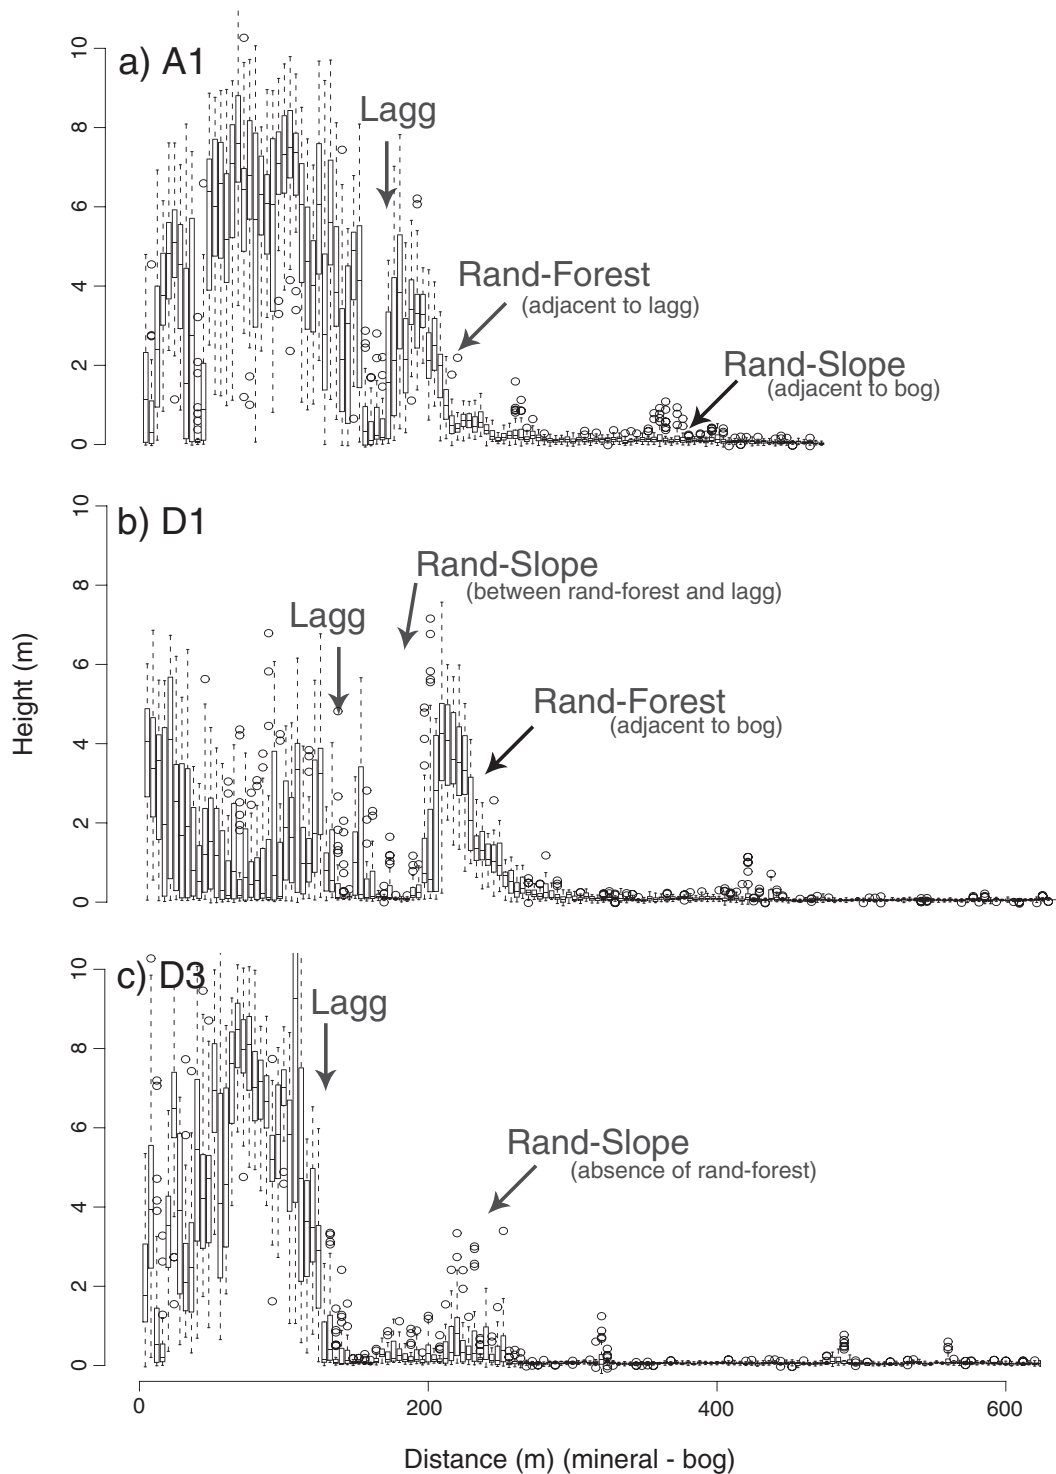 a) A1
10
8
6
4
2
0
Lagg
Rand-Forest
(adjacent to lagg)
Rand-Slope
(adjacent to bog)
b) D1
10
8
6
4
2
0
Rand-Slope
(between rand-forest and lagg)
Lagg
Rand-Forest
(adjacent to bog)
Height (m)
c) D3
10
8
6
4
2
0
Lagg
Rand-Slope
(absence of rand-forest)
0 200 400 600
Distance (m) (mineral - bog)